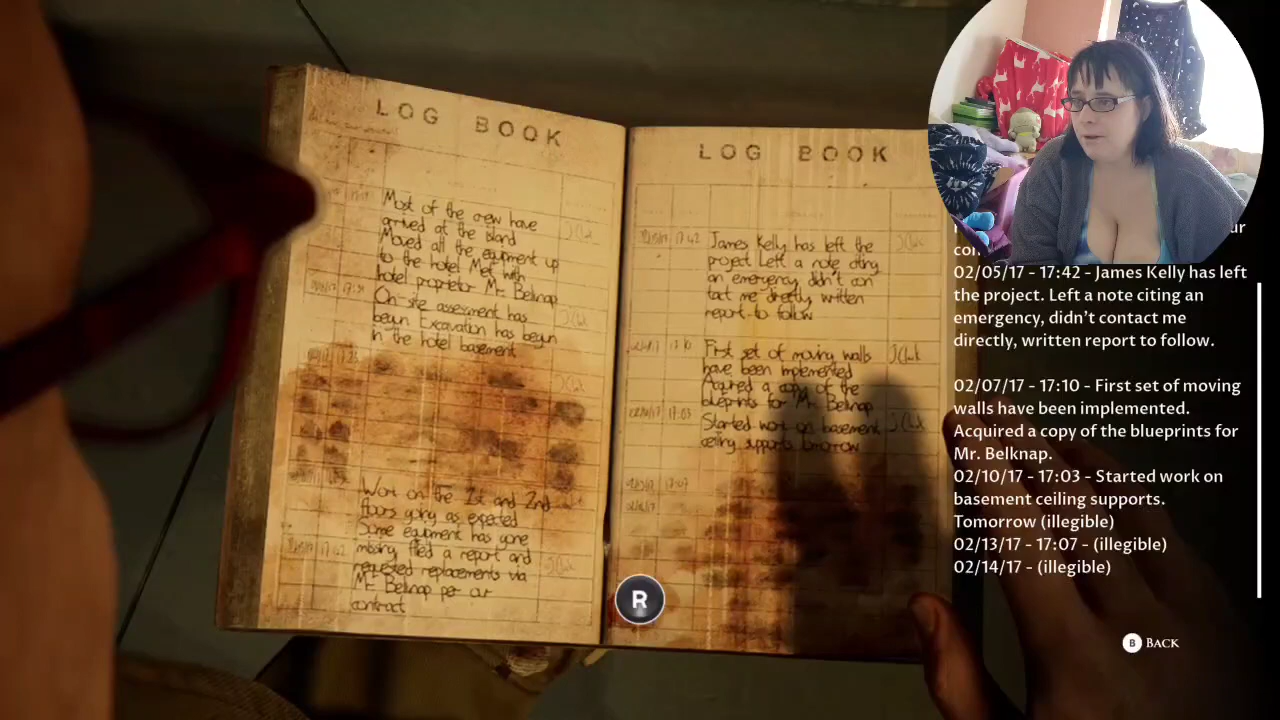 LOG BOOK
Most of the crew have
arrived at the island
Moved all the equipment up
to the hotel Met with
hotel proprietor Mr. Belknap
On-site assessment has
begun Excavation has begun
in the hotel basement
Work on the 1st and 2nd
floors going as expected
Some equipment has gone
missing, filed a report and
requested replacements via
Mr. Belknap per our
contract
LOG BOOK
17:42
James Kelly has left the
project Left a note citing
an emergency, didn't con
tact me directly, written
report to follow
17:10
First set of moving walls
have been implemented
Acquired a copy of the
blueprints for Mr. Belknap
17:03
Started work on basement
ceiling supports tomorrow
17:07
R
con
02/05/17 - 17:42 - James Kelly has left
the project. Left a note citing an
emergency, didn't contact me
directly, written report to follow.
02/07/17 - 17:10 - First set of moving
walls have been implemented.
Acquired a copy of the blueprints for
Mr. Belknap.
02/10/17 - 17:03 - Started work on
basement ceiling supports.
Tomorrow (illegible)
02/13/17 - 17:07 - (illegible)
02/14/17 - (illegible)
B BACK